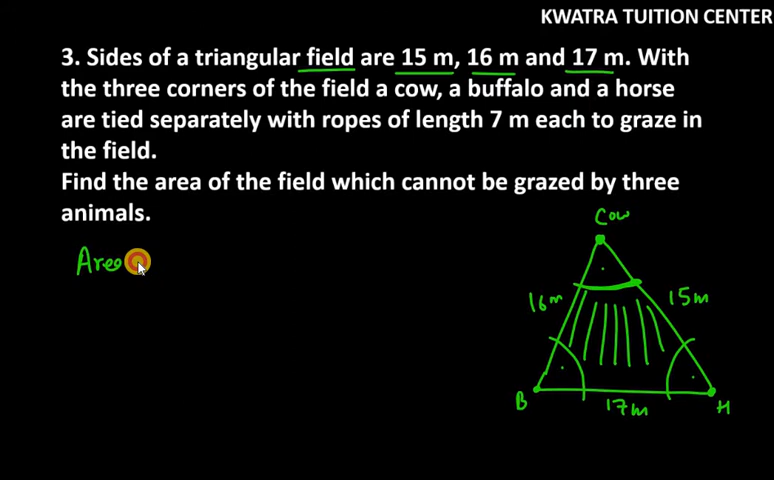 KWATRA TUITION CENTER
3. Sides of a triangular field are 15 m, 16 m and 17 m. With
the three corners of the field a cow, a buffalo and a horse
are tied separately with ropes of length 7 m each to graze in
the field.
Find the area of the field which cannot be grazed by three
animals.
Cow
Area
16m
15m
B
17m
H